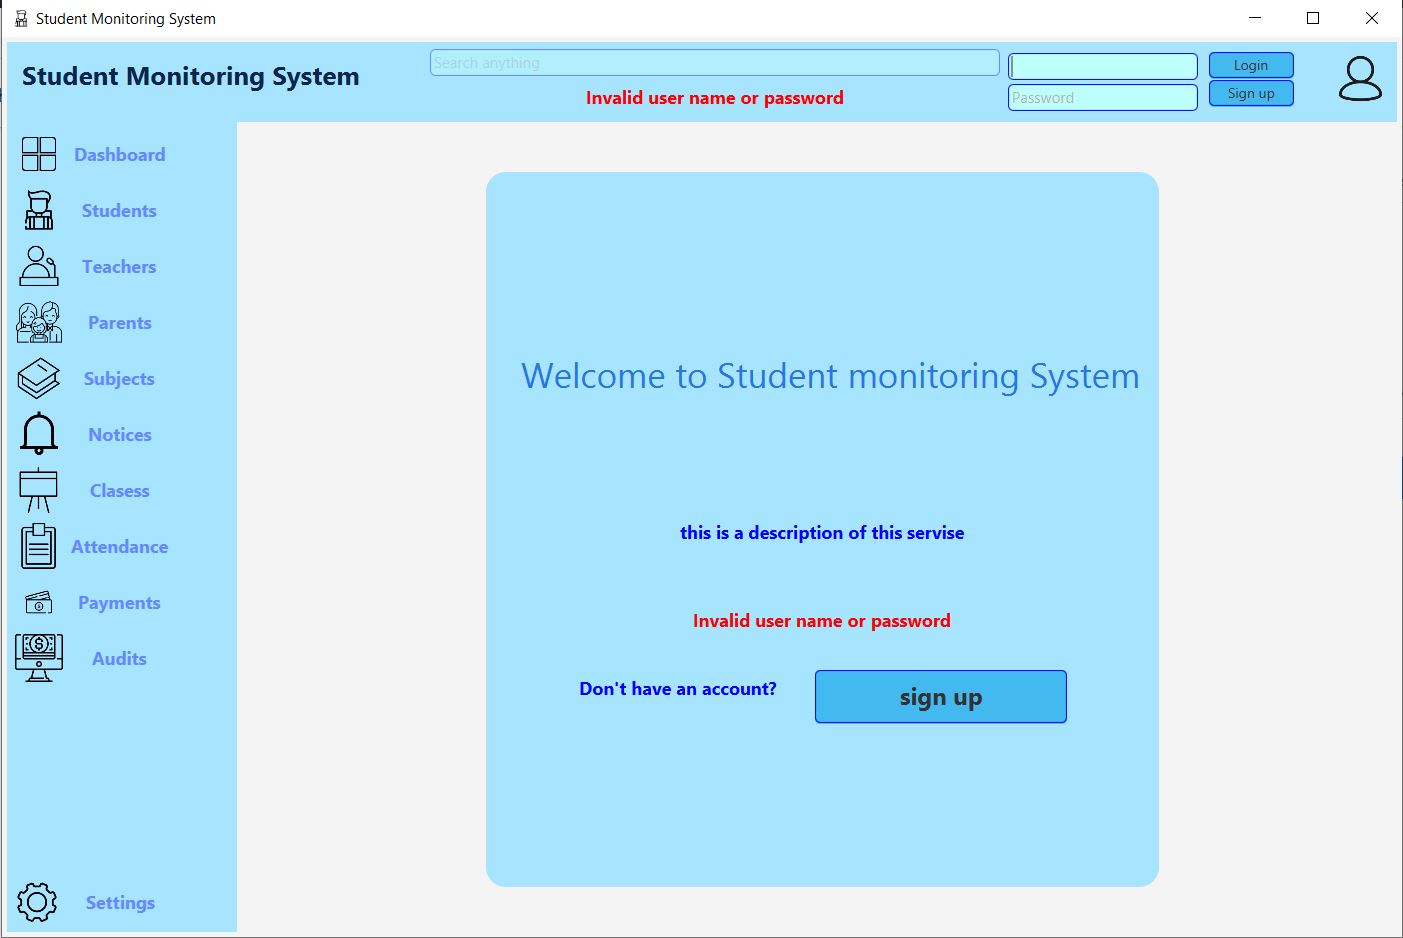 Student Monitoring System
Student Monitoring System
Search anything
Invalid user name or password
Password
Login
Sign up
Dashboard
Students
Teachers
Parents
Subjects
Notices
Clasess
Attendance
Payments
Audits
Settings
Welcome to Student monitoring System
this is a description of this servise
Invalid user name or password
Don't have an account?
sign up